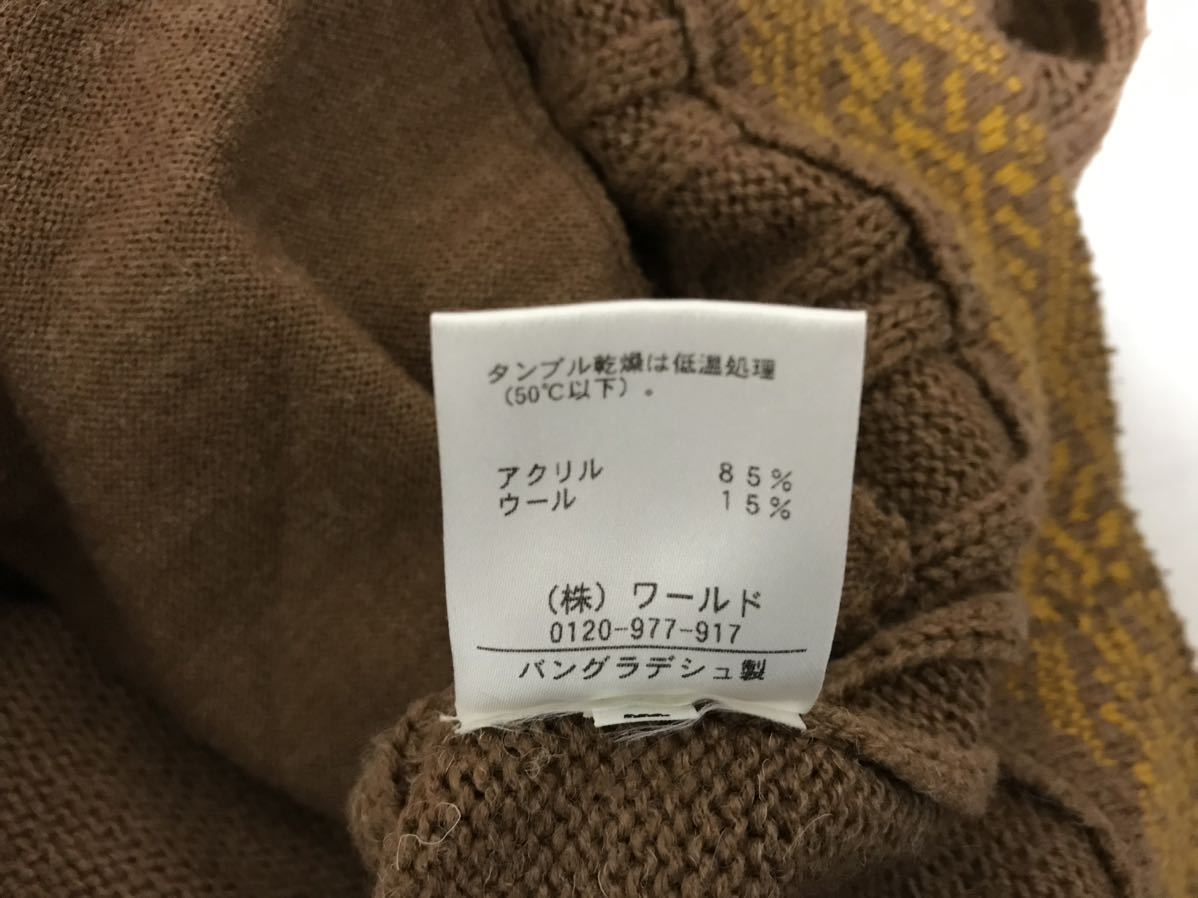 タンブル乾燥は低温処理
（50℃以下）。
アクリル 85%
ウール 15%
（株）ワールド
0120-977-917
バングラデシュ製